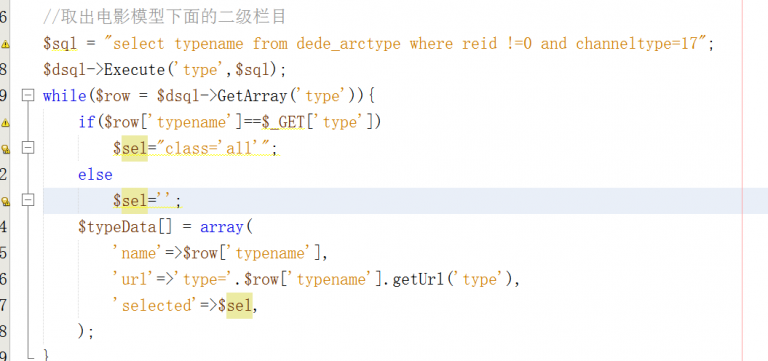 6 //取出电影模型下面的二级栏目
$sql = "select typename from dede_arctype where reid !=0 and channeltype=17";
8 $dsql->Execute('type',$sql);
9 while($row = $dsql->GetArray('type')){
if($row['typename']==$_GET['type'])
$sel="class='all'";
2 else
$sel='';
4 $typeData[] = array(
5 'name'=>$row['typename'],
6 'url'=>'type='.$row['typename'].getUrl('type'),
7 'selected'=>$sel,
8 );
9 }